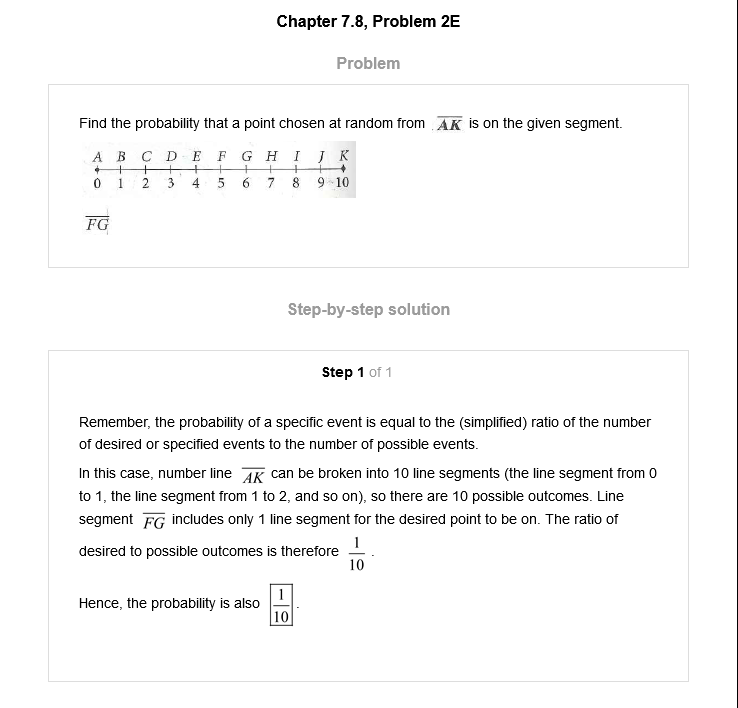 Chapter 7.8, Problem 2E
Problem
Find the probability that a point chosen at random from AK is on the given segment.
A B C D E F G H I J K
0 1 2 3 4 5 6 7 8 9 10
FG
Step-by-step solution
Step 1 of 1
Remember, the probability of a specific event is equal to the (simplified) ratio of the number
of desired or specified events to the number of possible events.
In this case, number line AK can be broken into 10 line segments (the line segment from 0
to 1, the line segment from 1 to 2, and so on), so there are 10 possible outcomes. Line
segment FG includes only 1 line segment for the desired point to be on. The ratio of
desired to possible outcomes is therefore 1/10 .
Hence, the probability is also 1/10 .